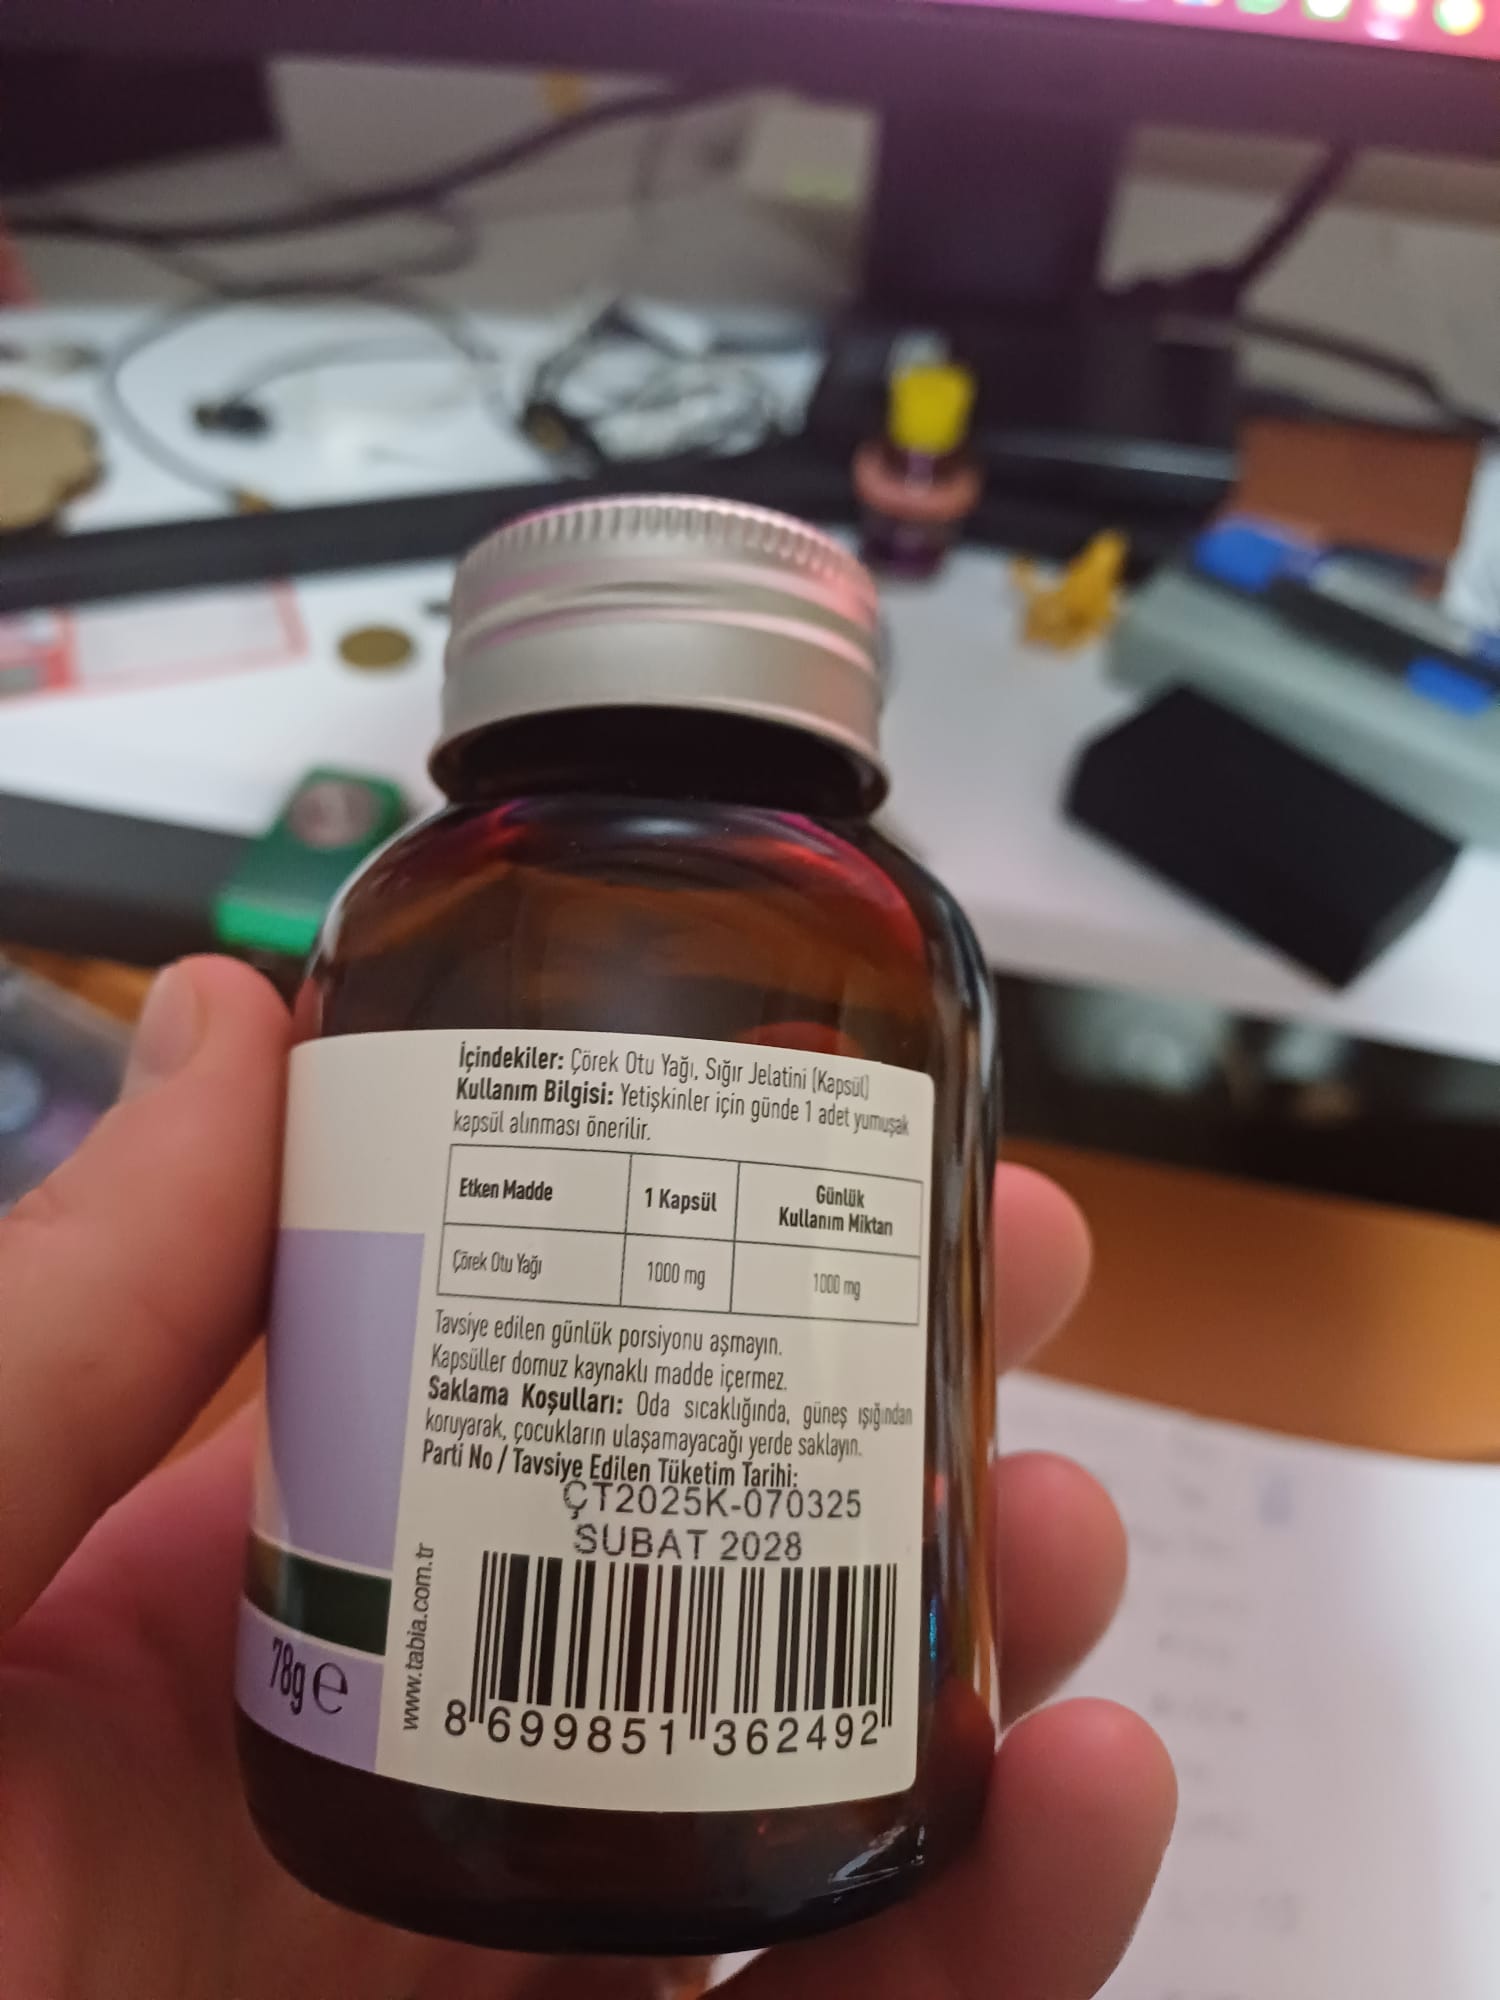 İçindekiler: Çörek Otu Yağı, Sığır Jelatini (Kapsül)
Kullanım Bilgisi: Yetişkinler için günde 1 adet yumuşak
kapsül alınması önerilir.
Etken Madde
1 Kapsül
Günlük
Kullanım Miktarı
Çörek Otu Yağı
1000 mg
1000 mg
Tavsiye edilen günlük porsiyonu aşmayın.
Kapsüller domuz kaynaklı madde içermez.
Saklama Koşulları: Oda sıcaklığında, güneş ışığından
koruyarak, çocukların ulaşamayacağı yerde saklayın.
Parti No / Tavsiye Edilen Tüketim Tarihi:
ÇT2025K-070325
SUBAT 2028
www.tabia.com.tr
78g e
8 699851 362492